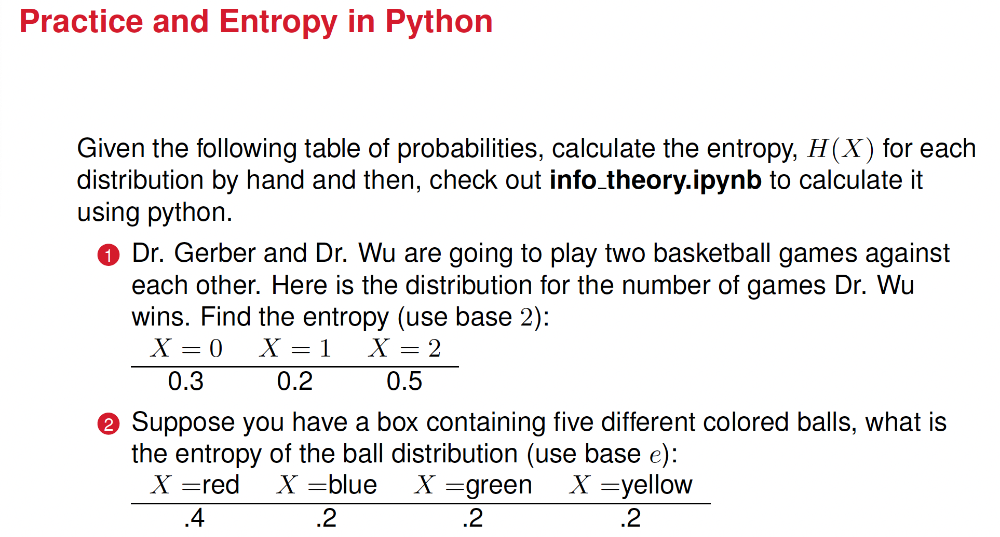 Practice and Entropy in Python
Given the following table of probabilities, calculate the entropy, H(X) for each
distribution by hand and then, check out info_theory.ipynb to calculate it
using python.
1 Dr. Gerber and Dr. Wu are going to play two basketball games against
each other. Here is the distribution for the number of games Dr. Wu
wins. Find the entropy (use base 2):
X = 0 X = 1 X = 2
0.3 0.2 0.5
2 Suppose you have a box containing five different colored balls, what is
the entropy of the ball distribution (use base e):
X =red X =blue X =green X =yellow
.4 .2 .2 .2